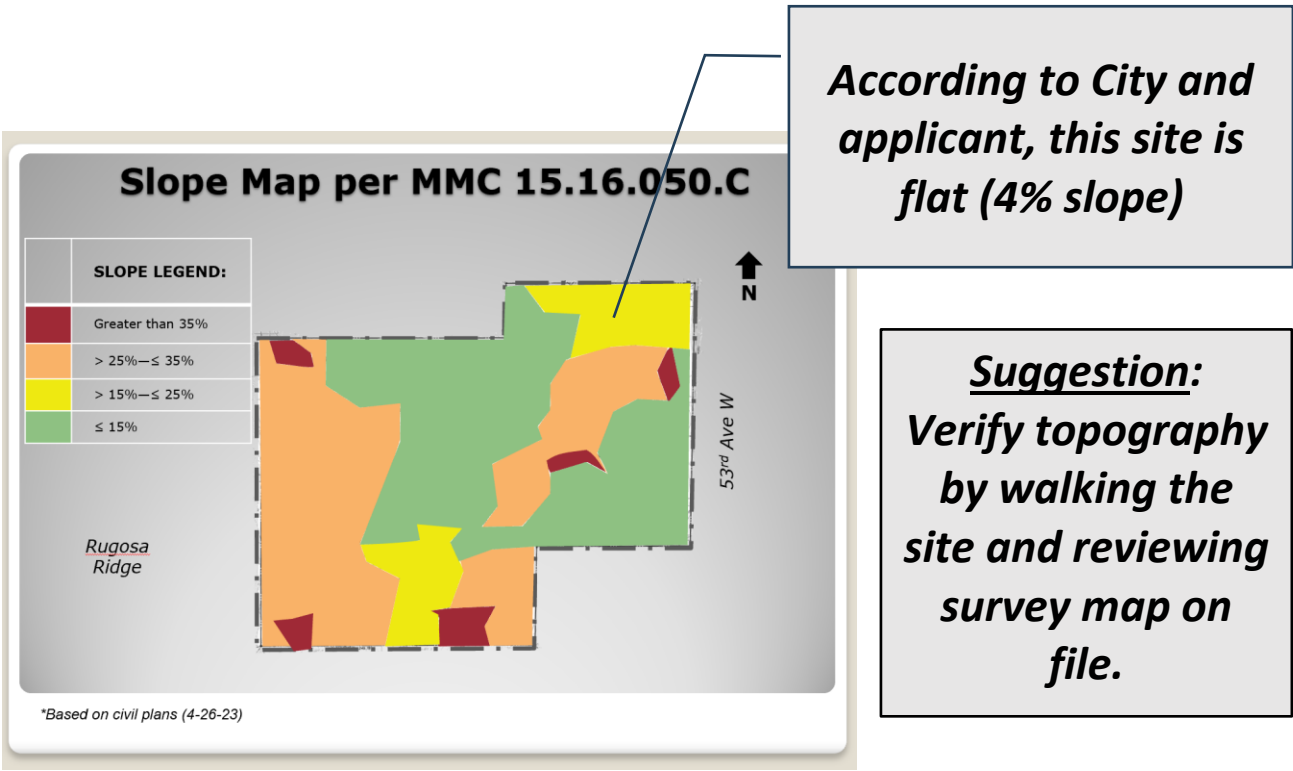 According to City and
applicant, this site is
flat (4% slope)
Slope Map per MMC 15.16.050.C
SLOPE LEGEND:
Greater than 35%
> 25%—≤ 35%
> 15%—≤ 25%
≤ 15%
N
53rd Ave W
Rugosa
Ridge
*Based on civil plans (4-26-23)
Suggestion:
Verify topography
by walking the
site and reviewing
survey map on
file.